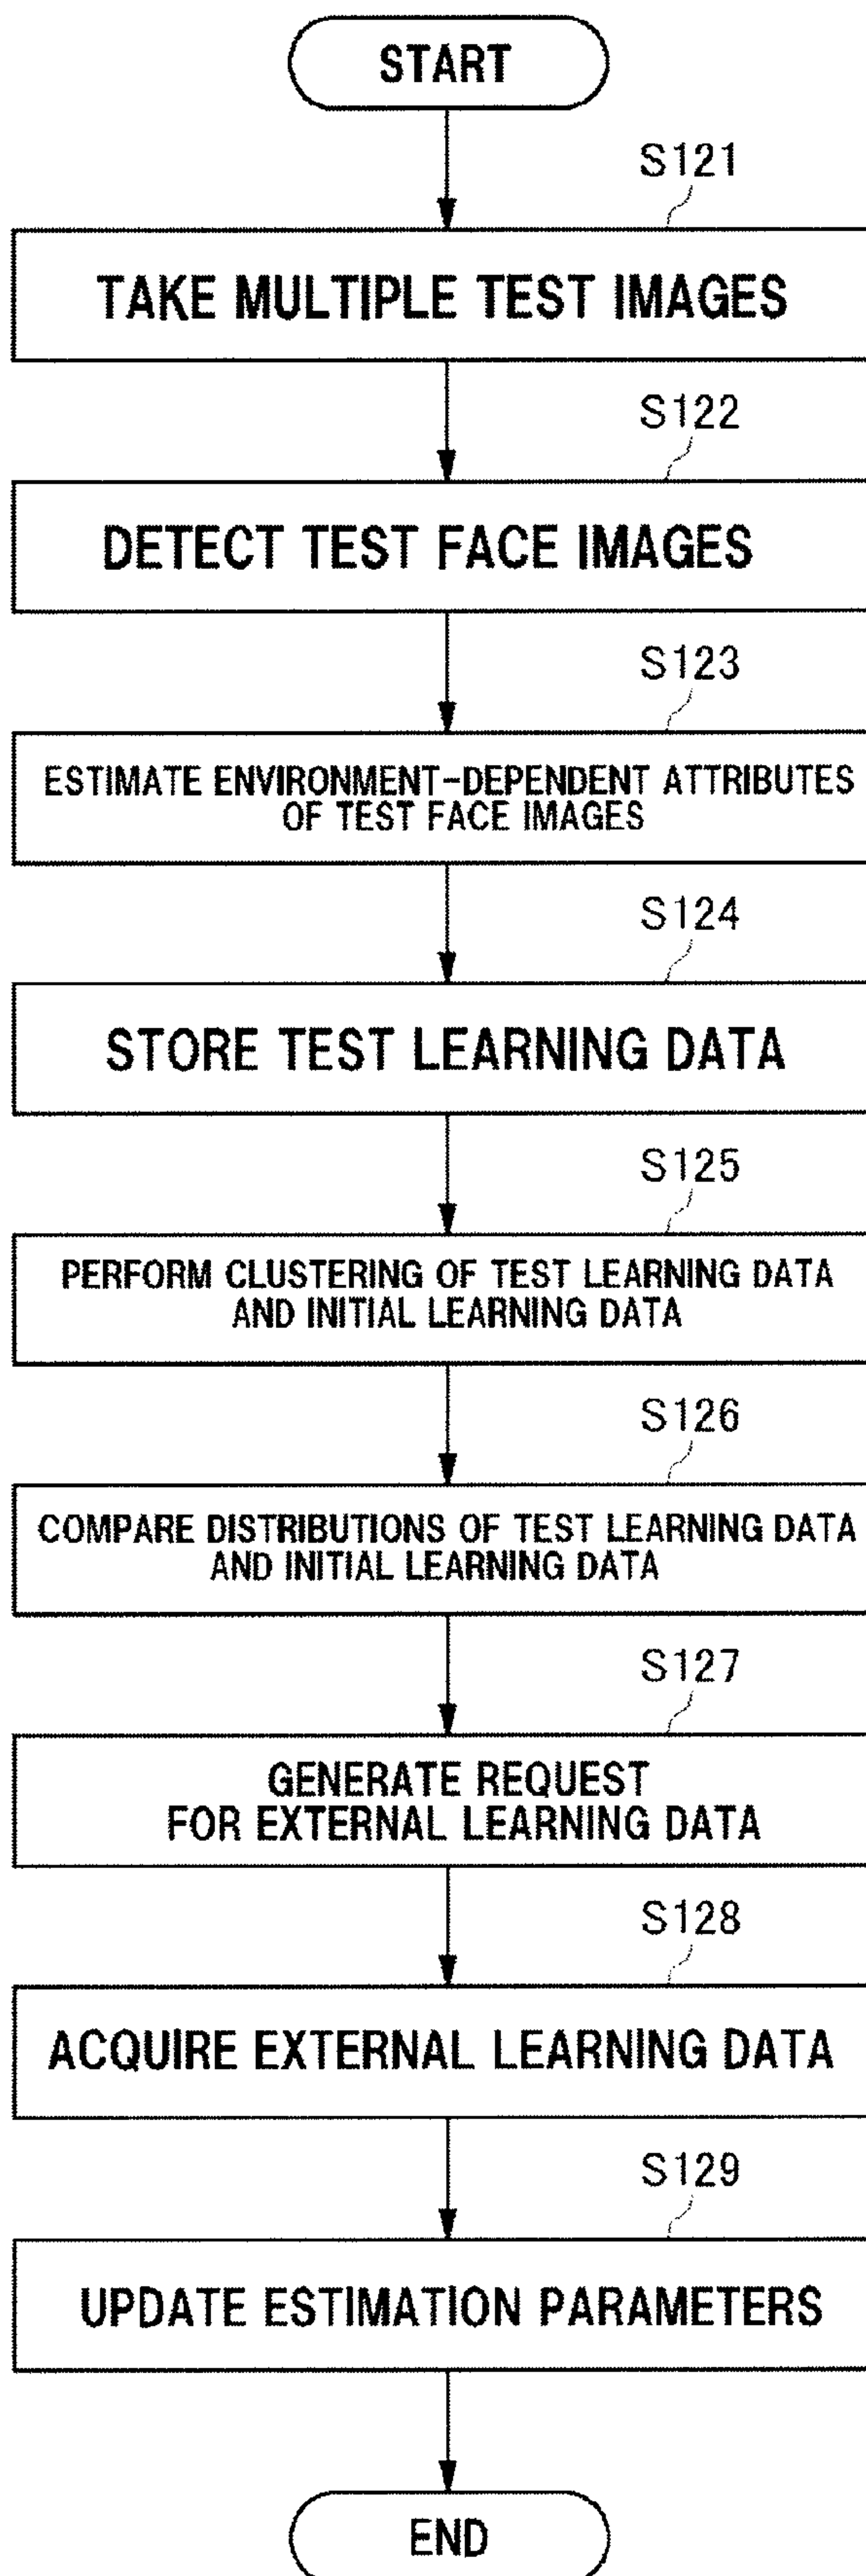 START
S121
TAKE MULTIPLE TEST IMAGES
S122
DETECT TEST FACE IMAGES
S123
ESTIMATE ENVIRONMENT-DEPENDENT ATTRIBUTES
OF TEST FACE IMAGES
S124
STORE TEST LEARNING DATA
S125
PERFORM CLUSTERING OF TEST LEARNING DATA
AND INITIAL LEARNING DATA
S126
COMPARE DISTRIBUTIONS OF TEST LEARNING DATA
AND INITIAL LEARNING DATA
S127
GENERATE REQUEST
FOR EXTERNAL LEARNING DATA
S128
ACQUIRE EXTERNAL LEARNING DATA
S129
UPDATE ESTIMATION PARAMETERS
END